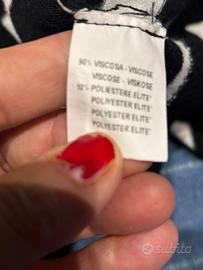 90% VISCOSA - VISCOSE
VISCOSE - VISKOSE
10% POLIESTERE ELITE*
POLYESTER ELITE*
POLYESTER ELITE*
POLYESTER ELITE*
subito